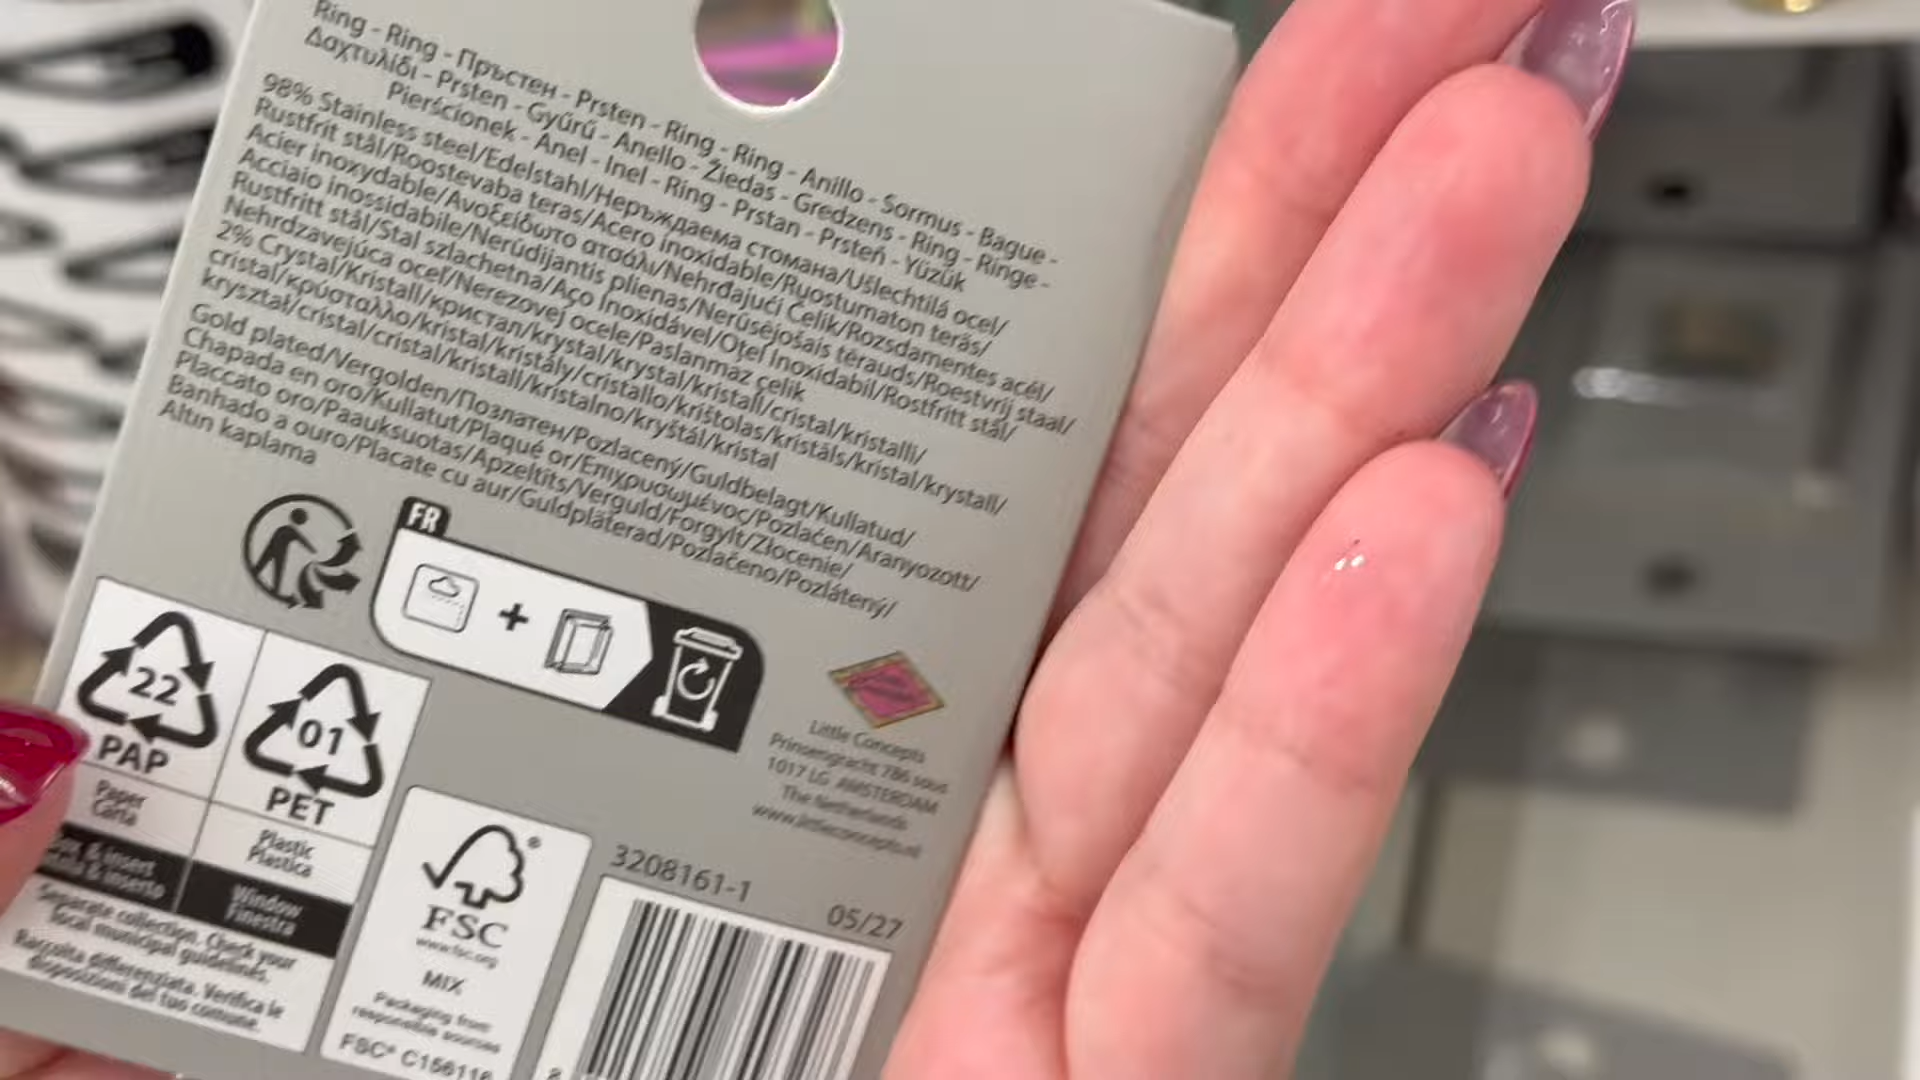 Ring - Ring - Пръстен - Prsten - Ring - Ring - Anillo - Sormus - Bague -
Δαχτυλίδι - Prsten - Gyűrű - Anello - Žiedas - Gredzens - Ring - Ringe -
Pierścionek - Anel - Inel - Ring - Prstan - Prsteň - Yüzük
98% Stainless steel/Edelstahl/Неръждаема стомана/Ušlechtilá ocel/
Rustfrit stål/Roostevaba teras/Acero inoxidable/Ruostumaton teräs/
Acier inoxydable/Ανοξείδωτο ατσάλι/Nehrđajući Čelik/Rozsdamentes acél/
Acciaio inossidabile/Nerūdijantis plienas/Nerūsējošais tērauds/Roestvrij staal/
Rustfritt stål/Stal szlachetna/Aço Inoxidável/Oțel Inoxidabil/Rostfritt stål/
Nehrdzavejúca oceľ/Nerezovej ocele/Paslanmaz çelik
2% Crystal/Kristall/кристал/krystal/krystal/kristall/cristal/kristalli/
cristal/κρύσταλλο/kristal/kristály/cristallo/krištolas/kristāls/kristal/krystall/
kryształ/cristal/cristal/kristall/kristalno/kryštál/kristal
Gold plated/Vergolden/Позлатен/Pozlacený/Guldbelagt/Kullatud/
Chapada en oro/Kullatut/Plaqué or/Επιχρυσωμένος/Pozlaćen/Aranyozott/
Placcato oro/Paauksuotas/Apzeltīts/Verguld/Forgylt/Złocenie/
Banhado a ouro/Placate cu aur/Guldpläterad/Pozlačeno/Pozlátený/
Altın kaplama
FR
22
PAP
Paper
Carta
& insert
& inserto
01
PET
Plastic
Plastica
Window
Finestra
Separate collection. Check your
local municipal guidelines.
Raccolta differenziata. Verifica le
disposizioni del tuo comune.
FSC
www.fsc.org
MIX
Packaging from
responsible sources
FSC® C156116
Little Concepts
Prinsengracht 786 sous
1017 LG AMSTERDAM
The Netherlands
www.littleconcepts.nl
3208161-1
05/27
8